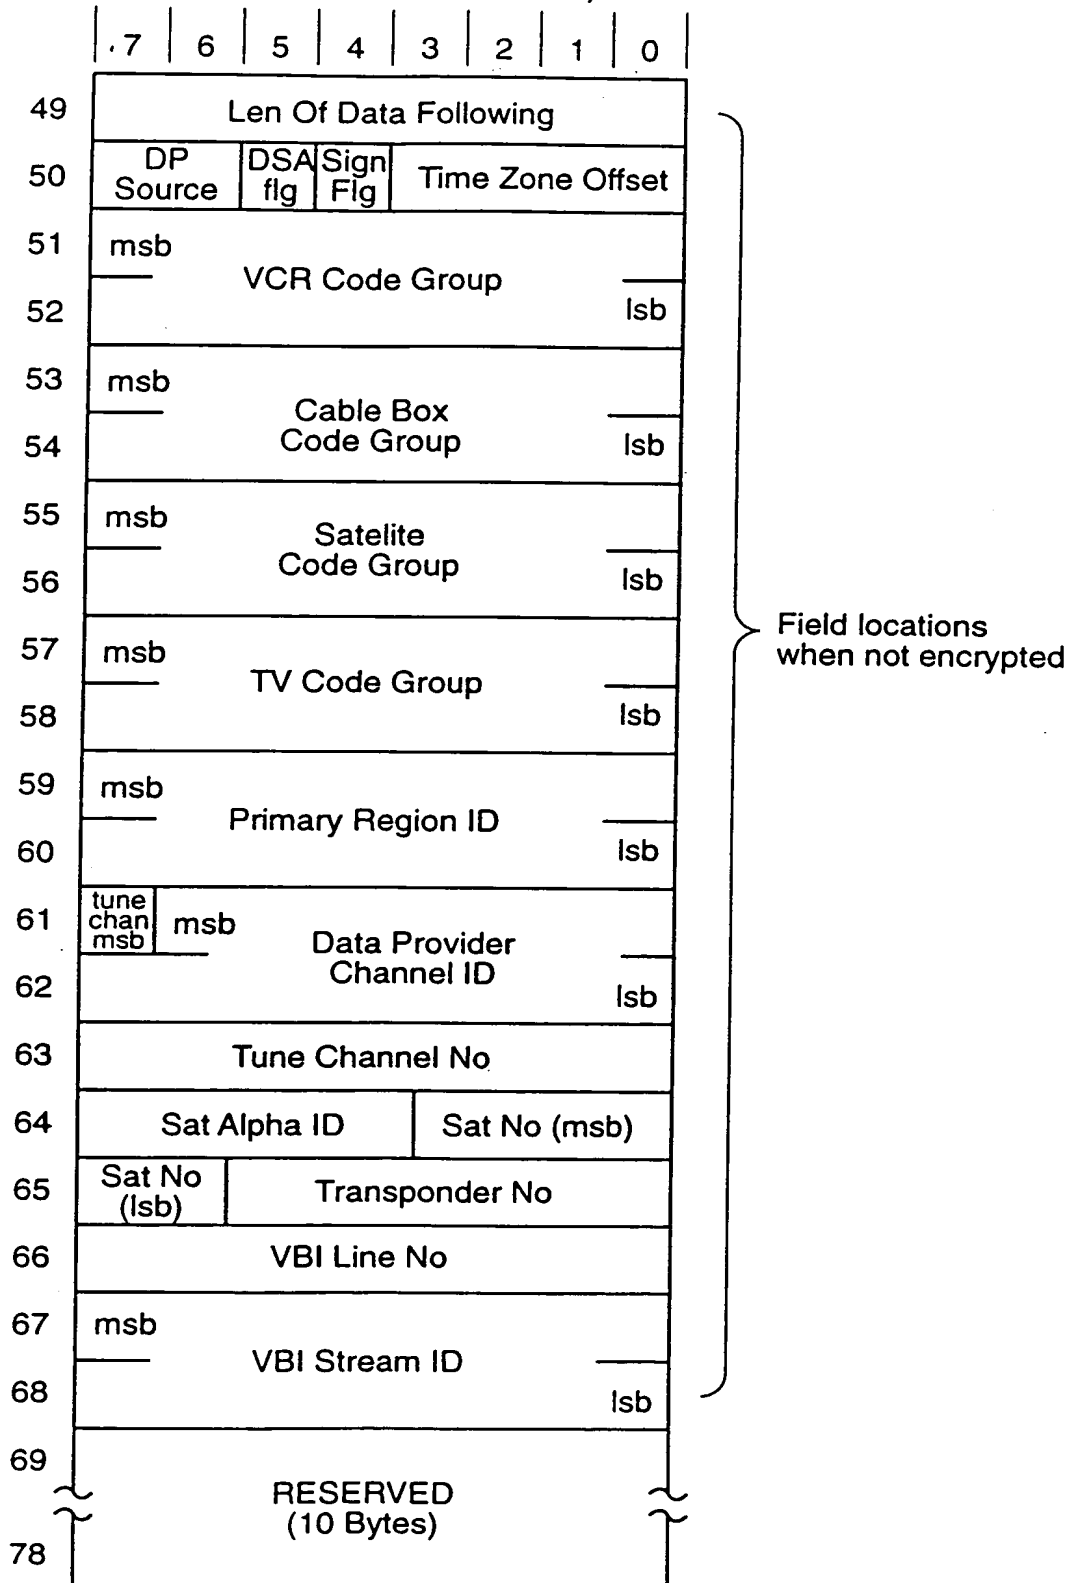 7 6 5 4 3 2 1 0
49 Len Of Data Following
50 DP Source DSA flg Sign Flg Time Zone Offset
51 msb
VCR Code Group
52 lsb
53 msb
Cable Box
Code Group
54 lsb
55 msb
Satelite
Code Group
56 lsb
57 msb
TV Code Group
58 lsb
Field locations
when not encrypted
59 msb
Primary Region ID
60 lsb
61 tune chan msb msb
Data Provider
Channel ID
62 lsb
63 Tune Channel No
64 Sat Alpha ID Sat No (msb)
65 Sat No (lsb) Transponder No
66 VBI Line No
67 msb
VBI Stream ID
68 lsb
69
RESERVED
(10 Bytes)
78